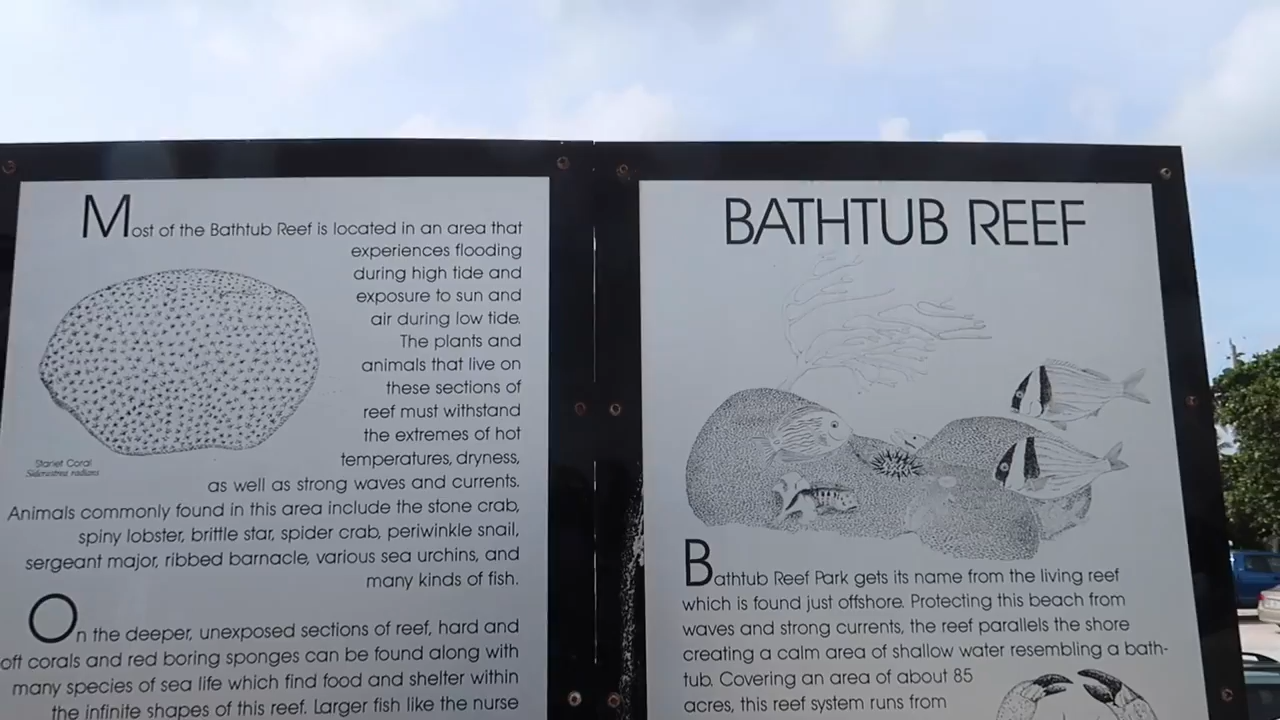 Most of the Bathtub Reef is located in an area that
experiences flooding
during high tide and
exposure to sun and
air during low tide.
The plants and
animals that live on
these sections of
reef must withstand
the extremes of hot
temperatures, dryness,
Starlet Coral
Siderastrea radians
as well as strong waves and currents.
Animals commonly found in this area include the stone crab,
spiny lobster, brittle star, spider crab, periwinkle snail,
sergeant major, ribbed barnacle, various sea urchins, and
many kinds of fish.
On the deeper, unexposed sections of reef, hard and
oft corals and red boring sponges can be found along with
many species of sea life which find food and shelter within
the infinite shapes of this reef. Larger fish like the nurse
BATHTUB REEF
Bathtub Reef Park gets its name from the living reef
which is found just offshore. Protecting this beach from
waves and strong currents, the reef parallels the shore
creating a calm area of shallow water resembling a bath-
tub. Covering an area of about 85
acres, this reef system runs from